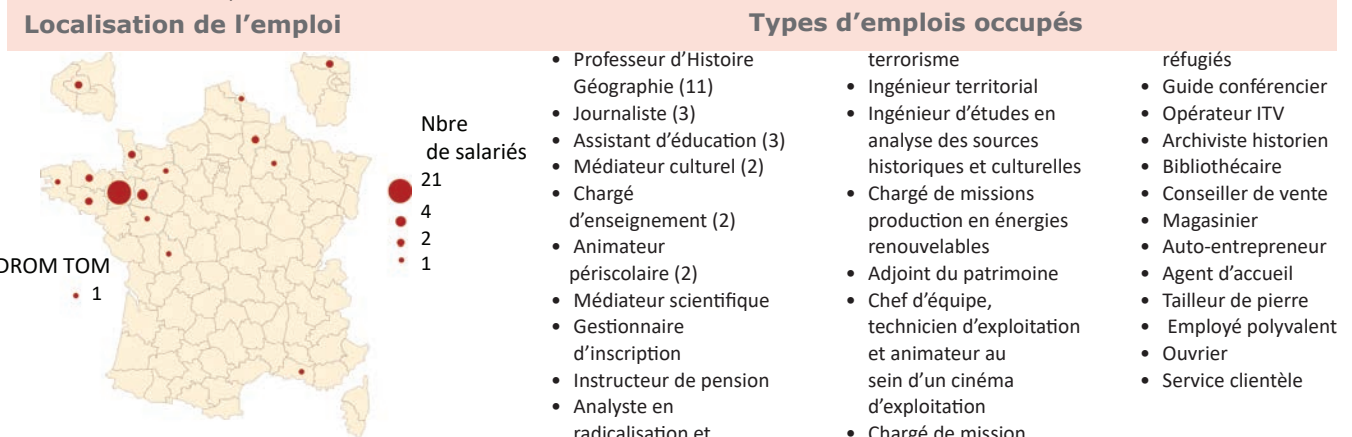 Localisation de l'emploi
Types d'emplois occupés
Nbre
de salariés
21
4
2
1
DROM TOM
1
• Professeur d'Histoire
Géographie (11)
• Journaliste (3)
• Assistant d'éducation (3)
• Médiateur culturel (2)
• Chargé
d'enseignement (2)
• Animateur
périscolaire (2)
• Médiateur scientifique
• Gestionnaire
d'inscription
• Instructeur de pension
• Analyste en
radicalisation et
terrorisme
• Ingénieur territorial
• Ingénieur d'études en
analyse des sources
historiques et culturelles
• Chargé de missions
production en énergies
renouvelables
• Adjoint du patrimoine
• Chef d'équipe,
technicien d'exploitation
et animateur au
sein d'un cinéma
d'exploitation
• Chargé de mission
réfugiés
• Guide conférencier
• Opérateur ITV
• Archiviste historien
• Bibliothécaire
• Conseiller de vente
• Magasinier
• Auto-entrepreneur
• Agent d'accueil
• Tailleur de pierre
• Employé polyvalent
• Ouvrier
• Service clientèle